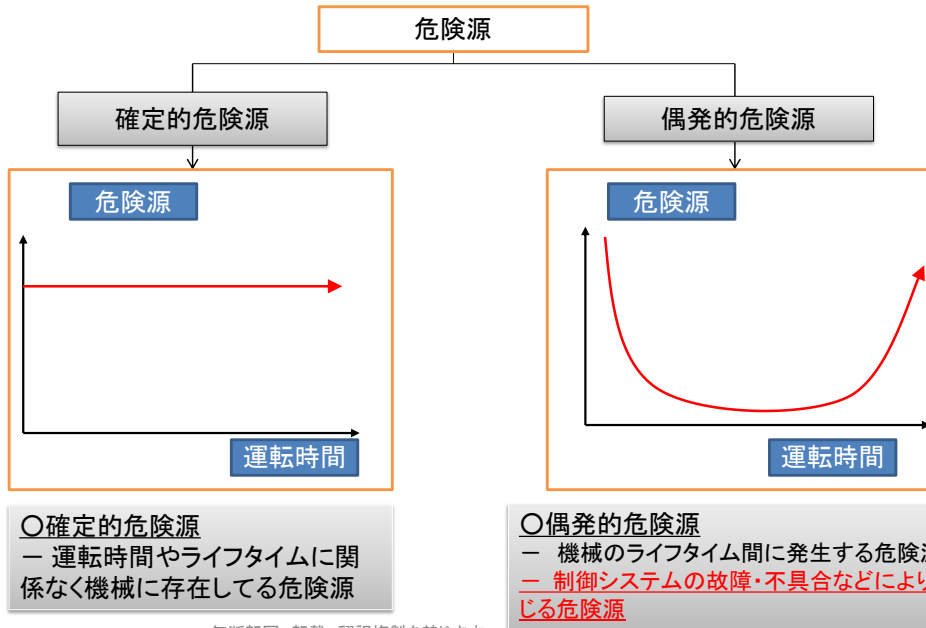 危険源
確定的危険源
偶発的危険源
危険源
運転時間
危険源
運転時間
〇確定的危険源
－ 運転時間やライフタイムに関
係なく機械に存在してる危険源
〇偶発的危険源
－ 機械のライフタイム間に発生する危険
－ 制御システムの故障・不具合などにより
じる危険源